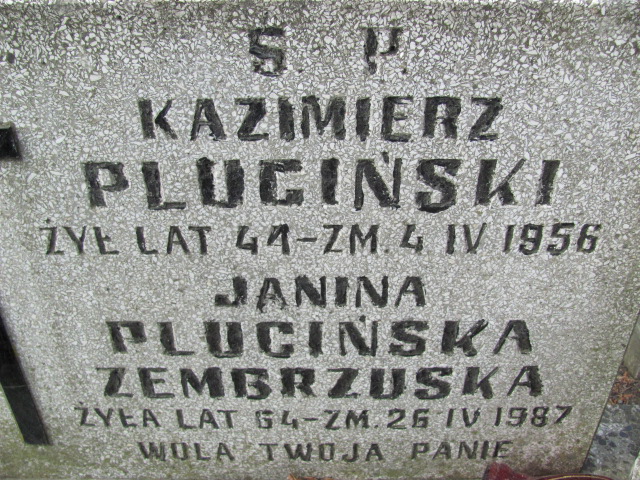 S. P.
KAZIMIERZ
PLUCIŃSKI
ŻYŁ LAT 41-ZM. 4 IV 1956
JANINA
PLUCIŃSKA
ZEMBRZUSKA
ŻYŁA LAT 64-ZM. 26 IV 1987
WOLA TWOJA PANIE